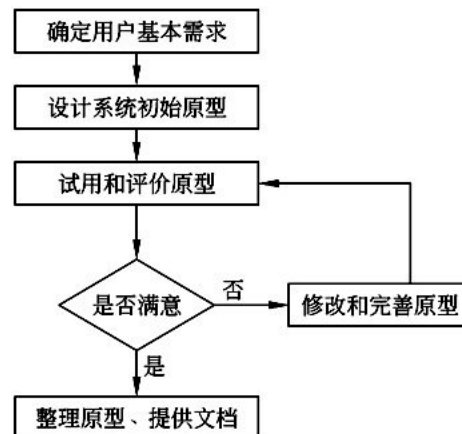 确定用户基本需求
设计系统初始原型
试用和评价原型
是否满意
否
修改和完善原型
是
整理原型、提供文档